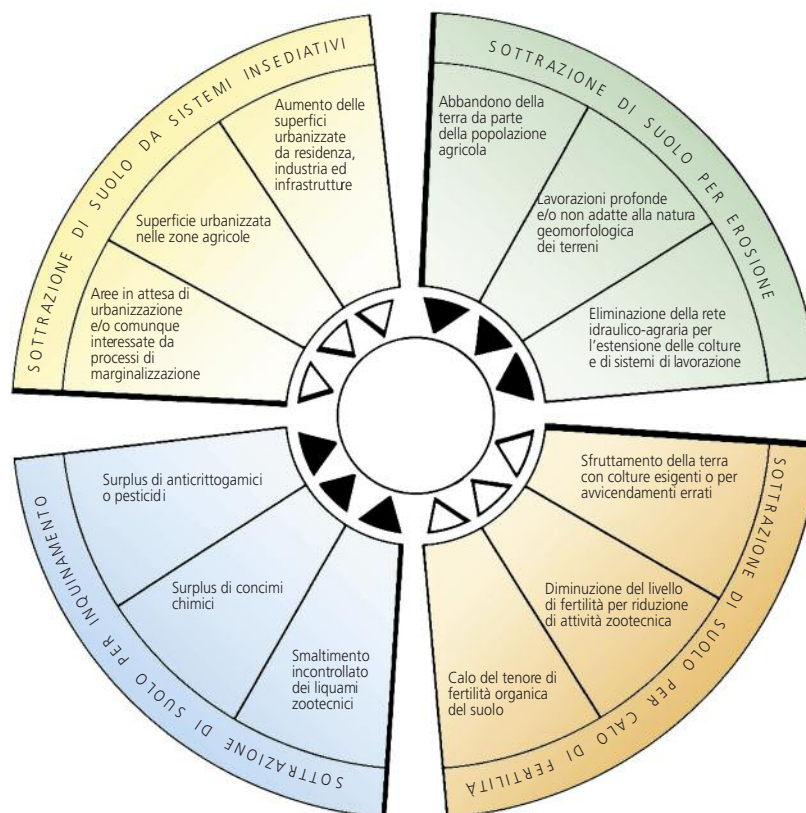 SOTTRAZIONE DI SUOLO DA SISTEMI INSEDIATIVI
Aumento delle
superfici
urbanizzate
da residenza,
industria ed
infrastrutture
Superficie urbanizzata
nelle zone agricole
Aree in attesa di
urbanizzazione
e/o comunque
interessate da
processi di
marginalizzazione
SOTTRAZIONE DI SUOLO PER EROSIONE
Abbandono della
terra da parte
della popolazione
agricola
Lavorazioni profonde
e/o non adatte alla natura
geomorfologica
dei terreni
Eliminazione della rete
idraulico-agraria per
l'estensione delle colture
e di sistemi di lavorazione
SOTTRAZIONE DI SUOLO PER CALO DI FERTILITÀ
Sfruttamento della terra
con colture esigenti o per
avvicendamenti errati
Diminuzione del livello
di fertilità per riduzione
di attività zootecnica
Calo del tenore di
fertilità organica
del suolo
SOTTRAZIONE DI SUOLO PER INQUINAMENTO
Surplus di anticrittogamici
o pesticidi
Surplus di concimi
chimici
Smaltimento
incontrollato
dei liquami
zootecnici